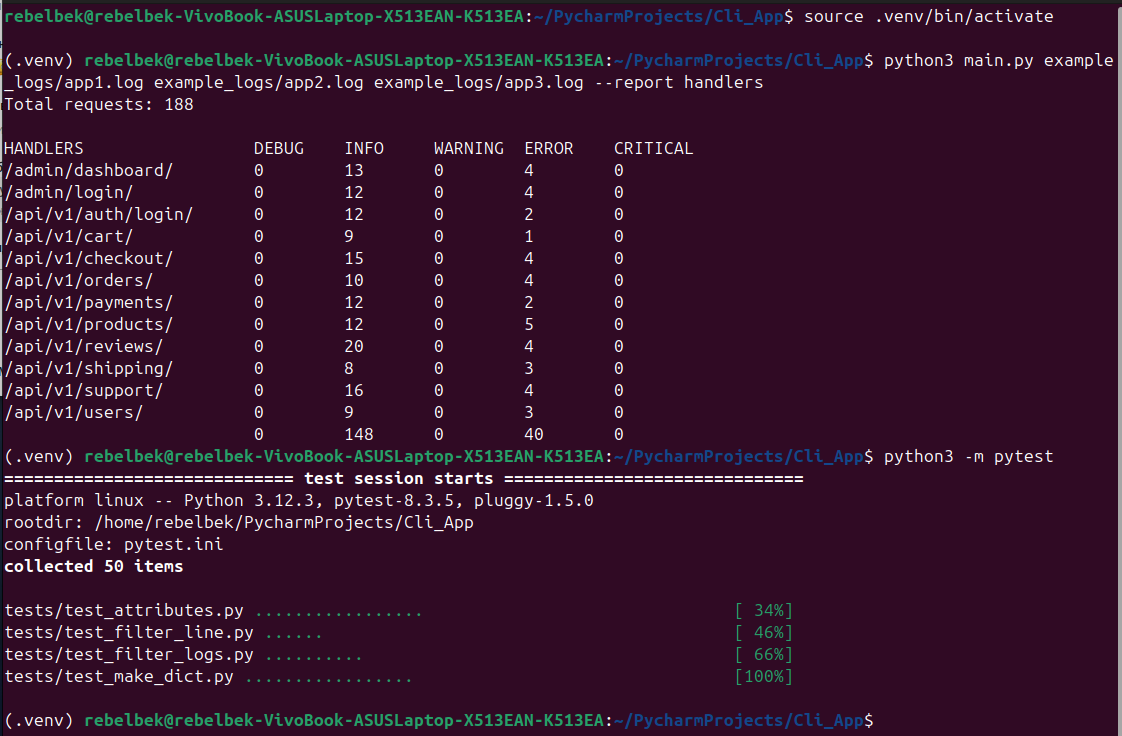 rebelbek@rebelbek-VivoBook-ASUSLaptop-X513EAN-K513EA:~/PycharmProjects/Cli_App$ source .venv/bin/activate
(.venv) rebelbek@rebelbek-VivoBook-ASUSLaptop-X513EAN-K513EA:~/PycharmProjects/Cli_App$ python3 main.py example
_logs/app1.log example_logs/app2.log example_logs/app3.log --report handlers
Total requests: 188
HANDLERS DEBUG INFO WARNING ERROR CRITICAL
/admin/dashboard/ 0 13 0 4 0
/admin/login/ 0 12 0 4 0
/api/v1/auth/login/ 0 12 0 2 0
/api/v1/cart/ 0 9 0 1 0
/api/v1/checkout/ 0 15 0 4 0
/api/v1/orders/ 0 10 0 4 0
/api/v1/payments/ 0 12 0 2 0
/api/v1/products/ 0 12 0 5 0
/api/v1/reviews/ 0 20 0 4 0
/api/v1/shipping/ 0 8 0 3 0
/api/v1/support/ 0 16 0 4 0
/api/v1/users/ 0 9 0 3 0
0 148 0 40 0
(.venv) rebelbek@rebelbek-VivoBook-ASUSLaptop-X513EAN-K513EA:~/PycharmProjects/Cli_App$ python3 -m pytest
============================= test session starts ==============================
platform linux -- Python 3.12.3, pytest-8.3.5, pluggy-1.5.0
rootdir: /home/rebelbek/PycharmProjects/Cli_App
configfile: pytest.ini
collected 50 items
tests/test_attributes.py ................. [ 34%]
tests/test_filter_line.py ...... [ 46%]
tests/test_filter_logs.py .......... [ 66%]
tests/test_make_dict.py ................. [100%]
(.venv) rebelbek@rebelbek-VivoBook-ASUSLaptop-X513EAN-K513EA:~/PycharmProjects/Cli_App$